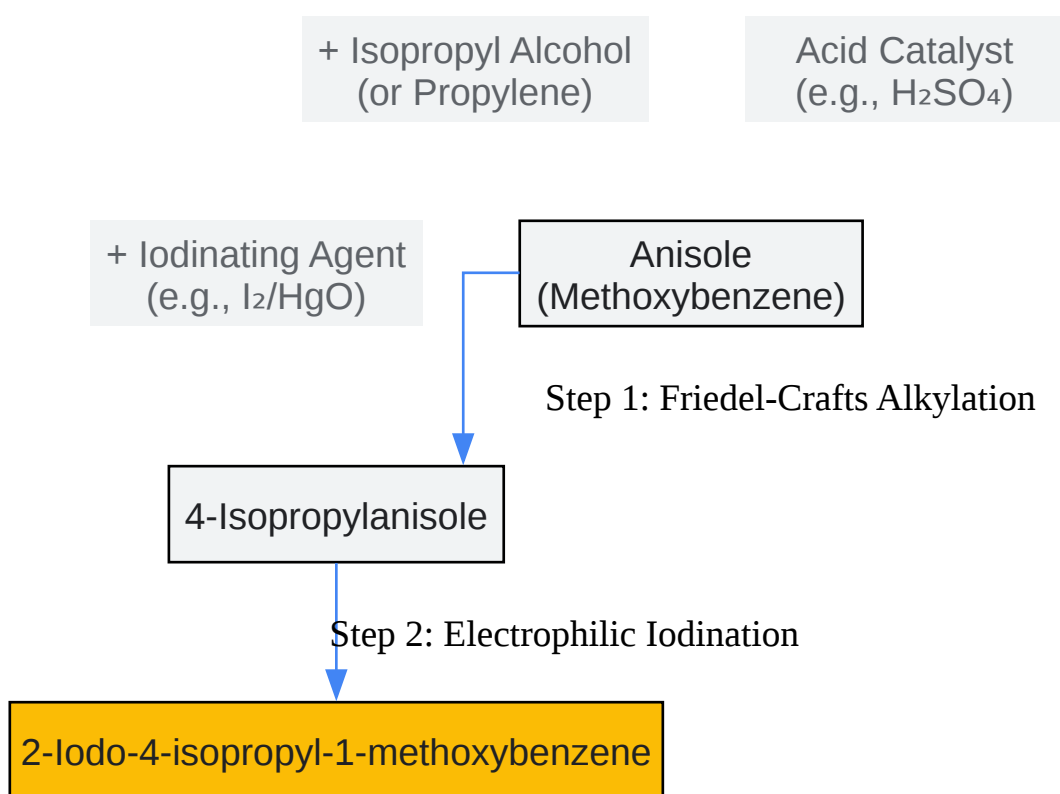 + Isopropyl Alcohol
(or Propylene)
Acid Catalyst
(e.g., H₂SO₄)
+ Iodinating Agent
(e.g., I₂/HgO)
Anisole
(Methoxybenzene)
Step 1: Friedel-Crafts Alkylation
4-Isopropylanisole
Step 2: Electrophilic Iodination
2-Iodo-4-isopropyl-1-methoxybenzene